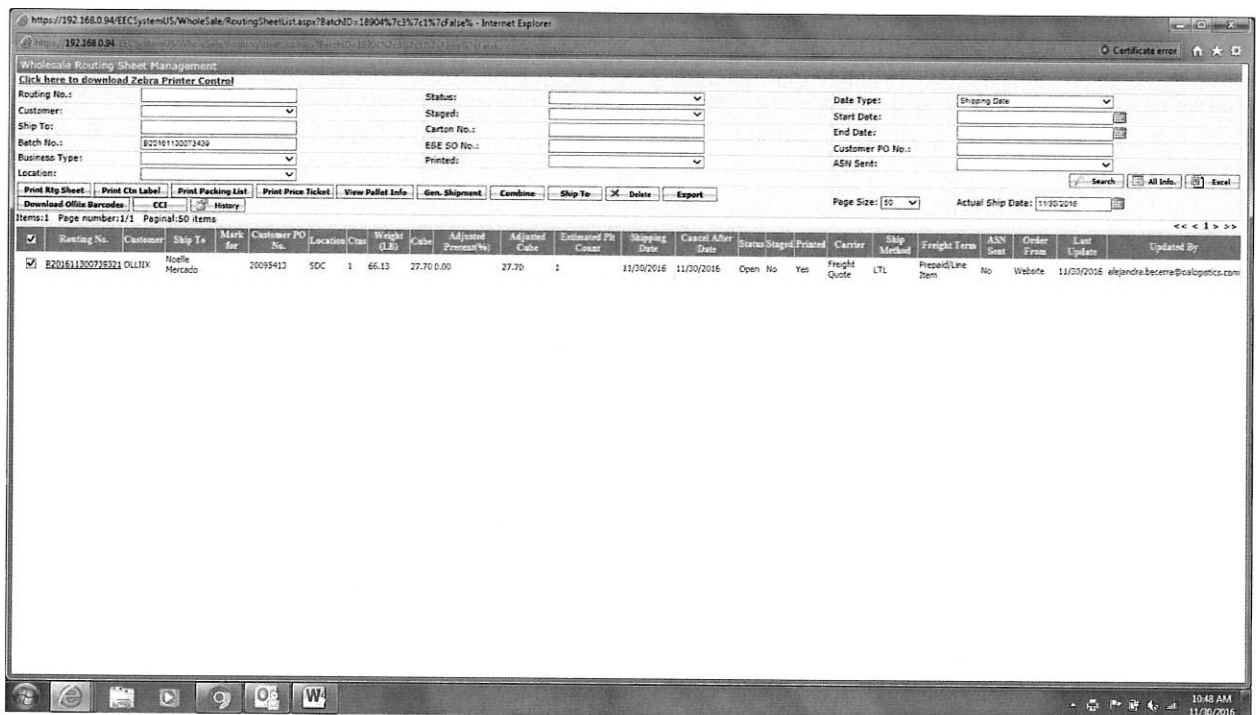 https://192.168.0.94/EECSystemUS/WholeSale/RoutingSheetList.aspx?BatchID=18904%7c3%7c1%7cFalse% - Internet Explorer
192.168.0.94
Certificate error
Wholesale Routing Sheet Management
Click here to download Zebra Printer Control
Routing No.: Status: Date Type: Shipping Date
Customer: Staged: Start Date:
Ship To: Carton No.: End Date:
Batch No.: B20161130073439 E&E SO No.: Customer PO No.:
Business Type: Printed: ASN Sent:
Location:
Search All Info. Excel
Print Rtg Sheet Print Ctn Label Print Packing List Print Price Ticket View Pallet Info Gen. Shipment Combine Ship To Delete Export
Download Ollix Barcodes CCI History Page Size: 50 Actual Ship Date: 11/30/2016
Items:1 Page number:1/1 Paginal:50 items << < 1 > >>
Routing No. Customer Ship To Mark for Customer PO No. Location Ctns Weight (LB) Cube Adjusted Precent(%) Adjusted Cube Estimated Plt Count Shipping Date Cancel After Date Status Staged Printed Carrier Ship Method Freight Term ASN Sent Order From Last Update Updated By
R201611300739321 OLLIIX Noelle Mercado 20095413 SDC 1 66.13 27.70 0.00 27.70 1 11/30/2016 11/30/2016 Open No Yes Freight Quote LTL Prepaid/Line Item No Website 11/30/2016 alejandra.becerra@calopetics.com
10:48 AM
11/30/2016